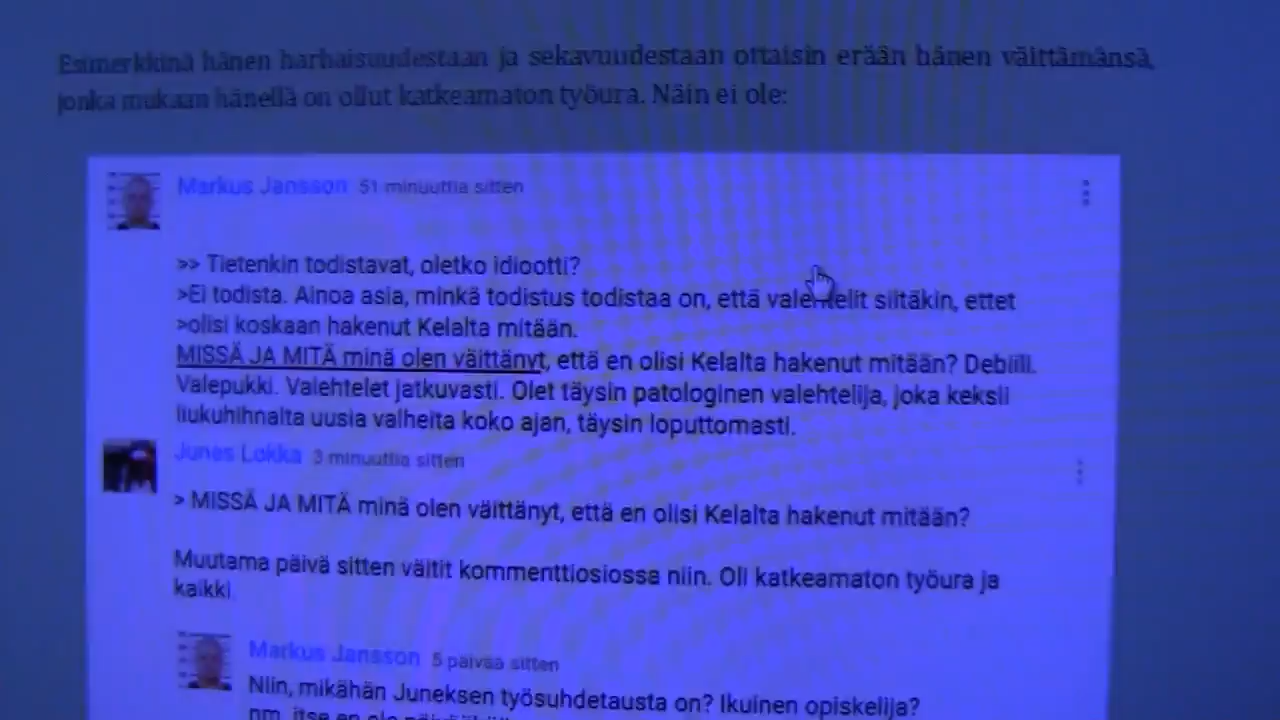 Esimerkkinä hänen harhaisuudestaan ja sekavuudestaan ottaisin erään hänen väittämänsä,
jonka mukaan hänellä on ollut katkeamaton työura. Näin ei ole:
Markus Jansson 51 minuuttia sitten
>> Tietenkin todistavat, oletko idiootti?
>Ei todista. Ainoa asia, minkä todistus todistaa on, että valehtelit siitäkin, ettet
>olisi koskaan hakenut Kelalta mitään.
MISSÄ JA MITÄ minä olen väittänyt, että en olisi Kelalta hakenut mitään? Debiili.
Valepukki. Valehtelet jatkuvasti. Olet täysin patologinen valehtelija, joka keksii
liukuhihnalta uusia valheita koko ajan, täysin loputtomasti.
Junes Lokka 3 minuuttia sitten
> MISSÄ JA MITÄ minä olen väittänyt, että en olisi Kelalta hakenut mitään?
Muutama päivä sitten väitit kommenttiosiossa niin. Oli katkeamaton työura ja
kaikki.
Markus Jansson 5 päivää sitten
Niin, mikähän Juneksen työsuhdetausta on? Ikuinen opiskelija?